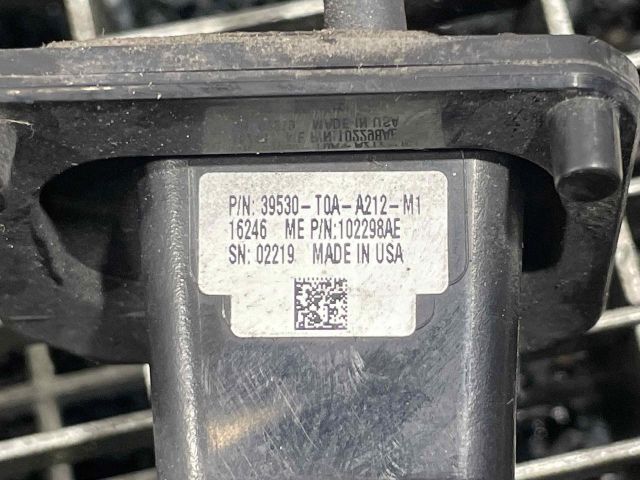 P/N: 39530-T0A-A212-M1
16246 ME P/N:102298AE
SN: 02219 MADE IN USA